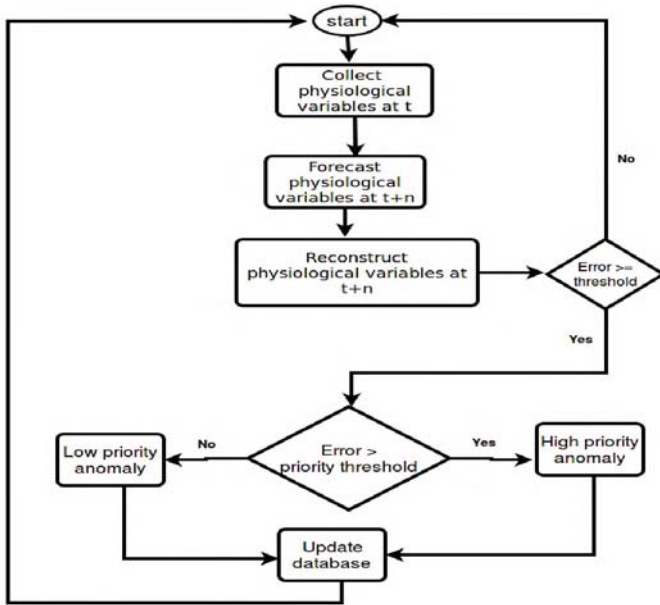 start
Collect
physiological
variables at t
Forecast
physiological
variables at t+n
Reconstruct
physiological variables at
t+n
Error >=
threshold
No
Yes
Error >
priority threshold
No
Yes
Low priority
anomaly
High priority
anomaly
Update
database